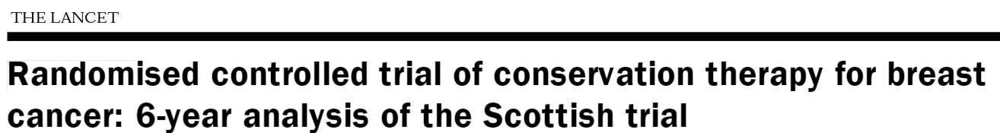 THE LANCET
Randomised controlled trial of conservation therapy for breast
cancer: 6-year analysis of the Scottish trial